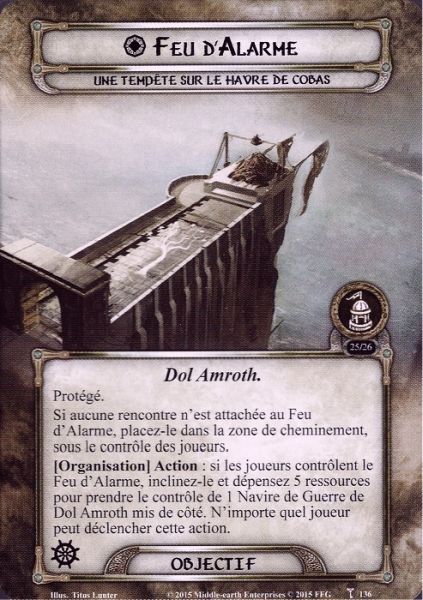 Feu d'Alarme
Une Tempête sur le Havre de Cobas
25/26
Dol Amroth.
Protégé.
Si aucune rencontre n'est attachée au Feu
d'Alarme, placez-le dans la zone de cheminement,
sous le contrôle des joueurs.
[Organisation] Action : si les joueurs contrôlent le
Feu d'Alarme, inclinez-le et dépensez 5 ressources
pour prendre le contrôle de 1 Navire de Guerre de
Dol Amroth mis de côté. N'importe quel joueur
peut déclencher cette action.
Objectif
Illus. Titus Lunter © 2015 Middle-earth Enterprises © 2015 FFG 136